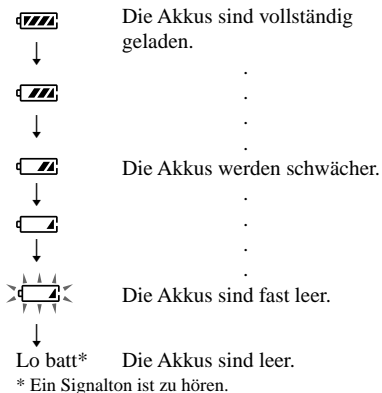 Die Akkus sind vollständig
geladen.
.
.
.
.
Die Akkus werden schwächer.
.
.
.
.
Die Akkus sind fast leer.
Lo batt* Die Akkus sind leer.
* Ein Signalton ist zu hören.